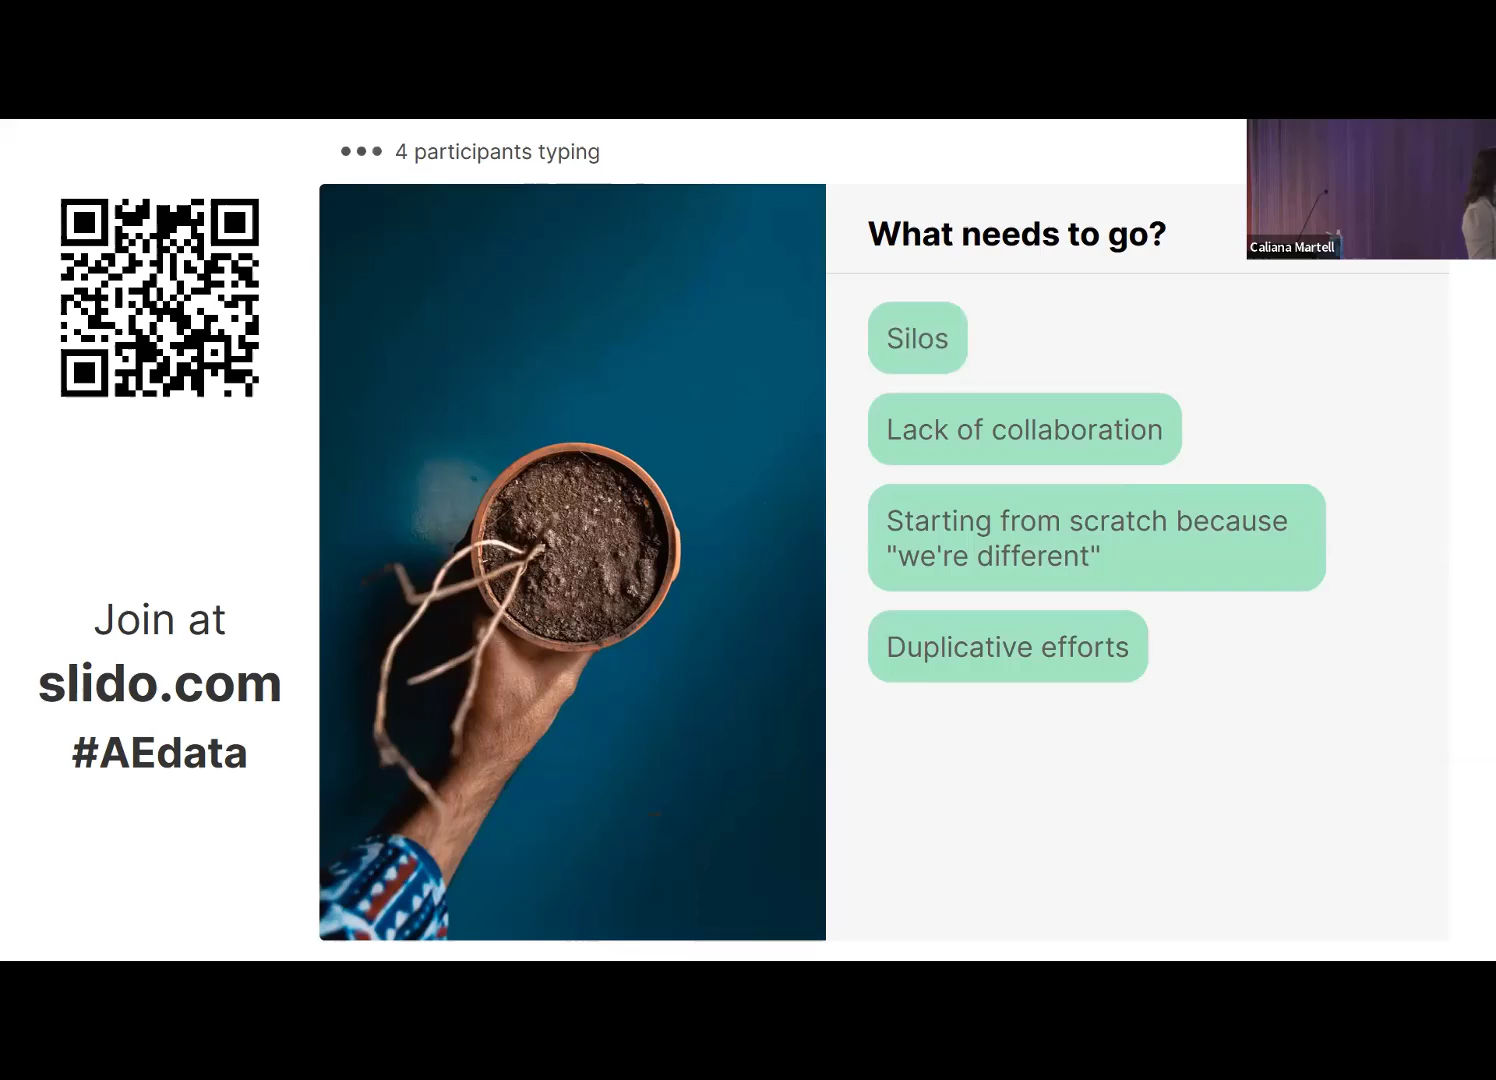 4 participants typing
What needs to go?
Caliana Martell
Silos
Lack of collaboration
Starting from scratch because
"we're different"
Duplicative efforts
Join at
slido.com
#AEdata